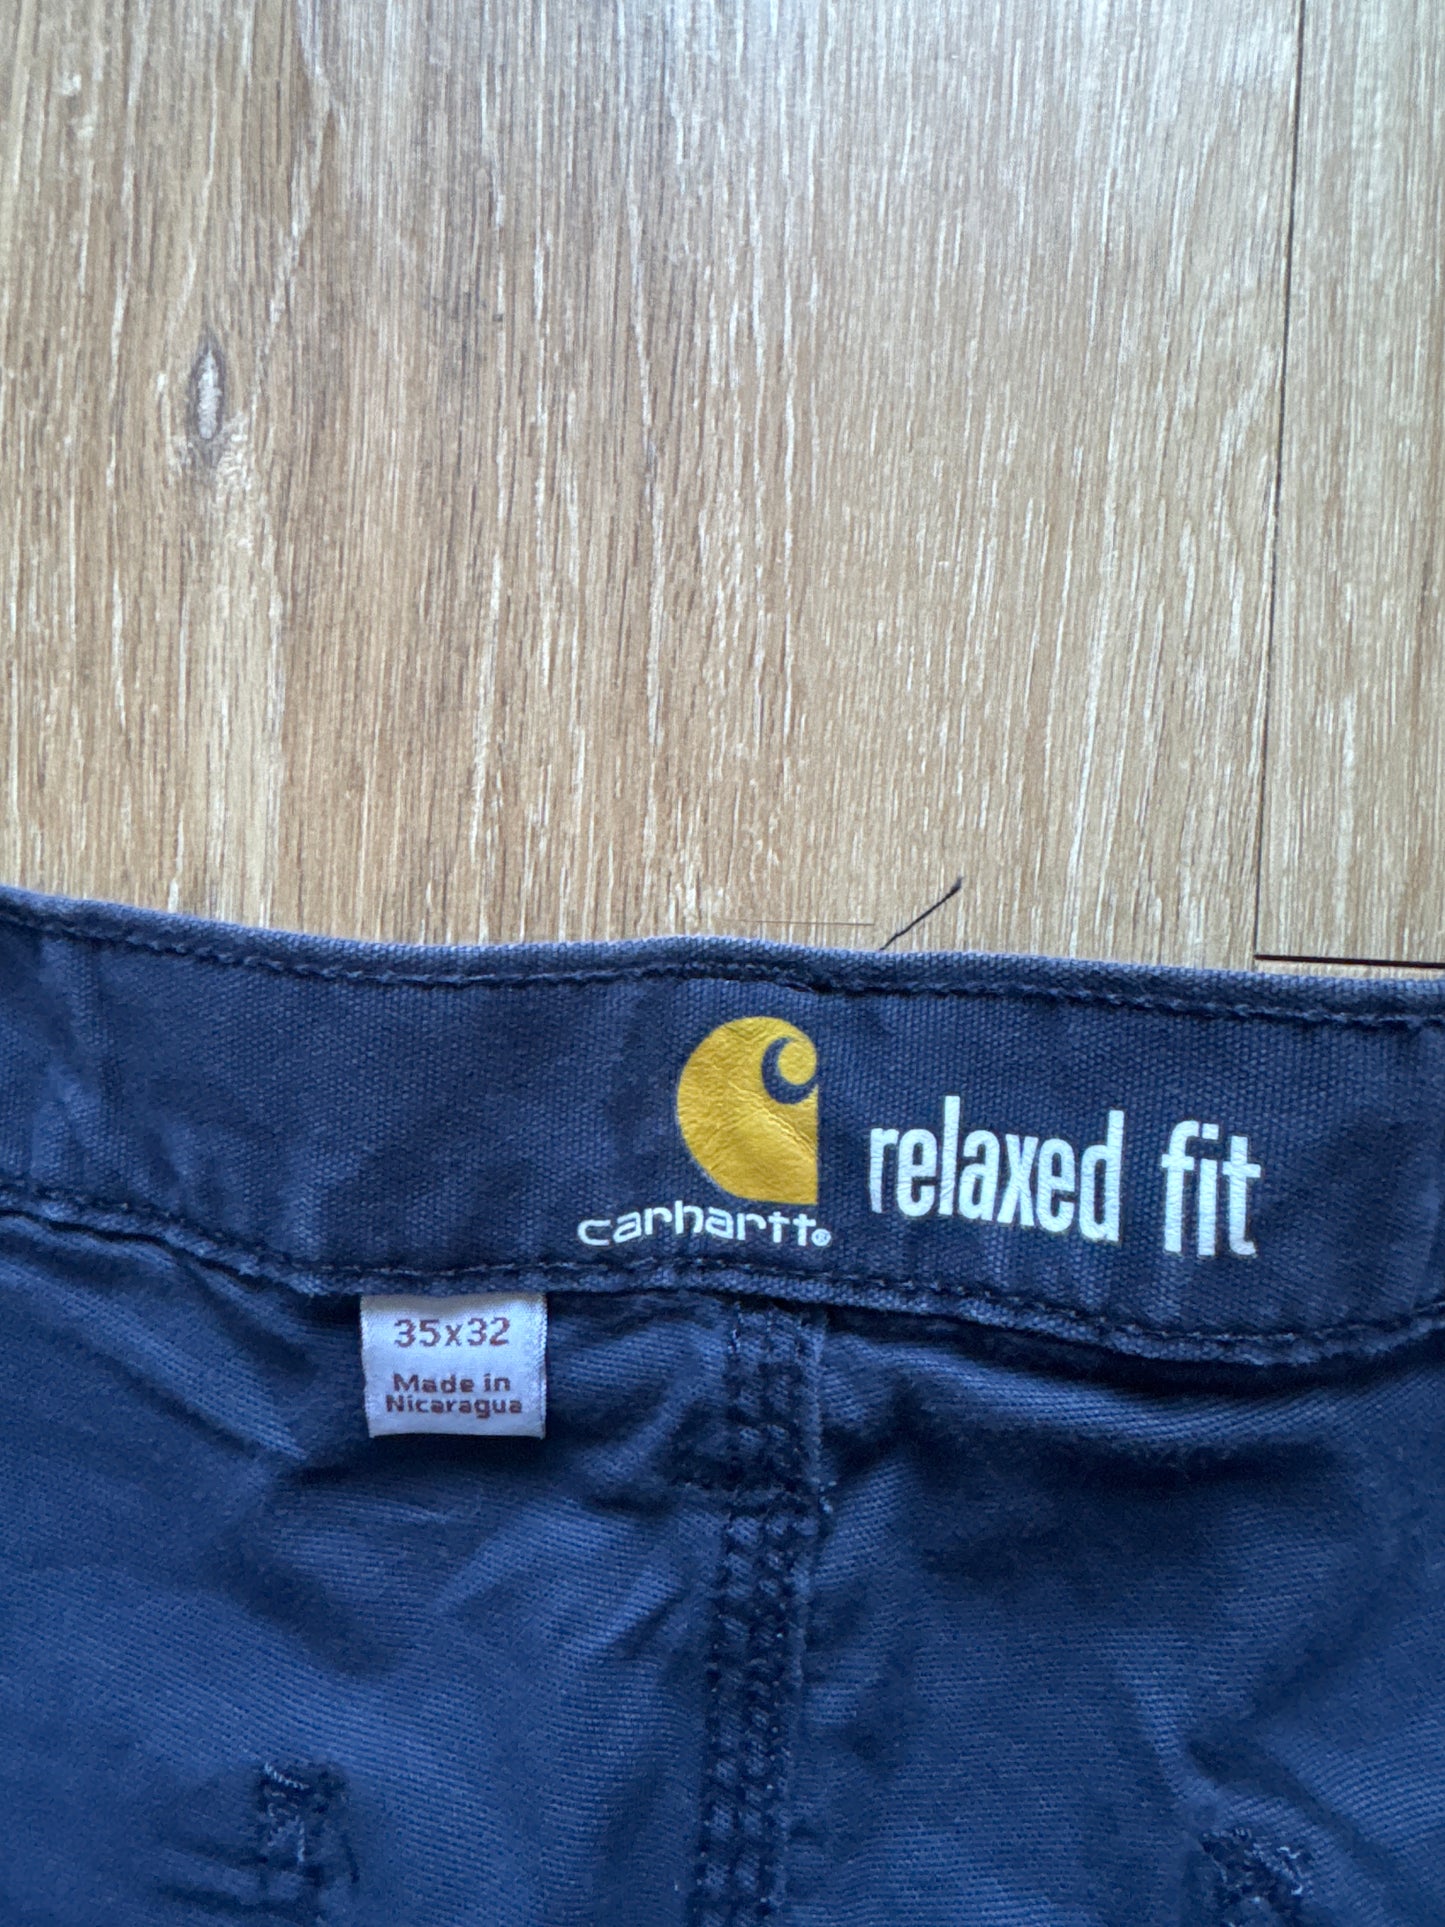 carhartt®
relaxed fit
35x32
Made in
Nicaragua